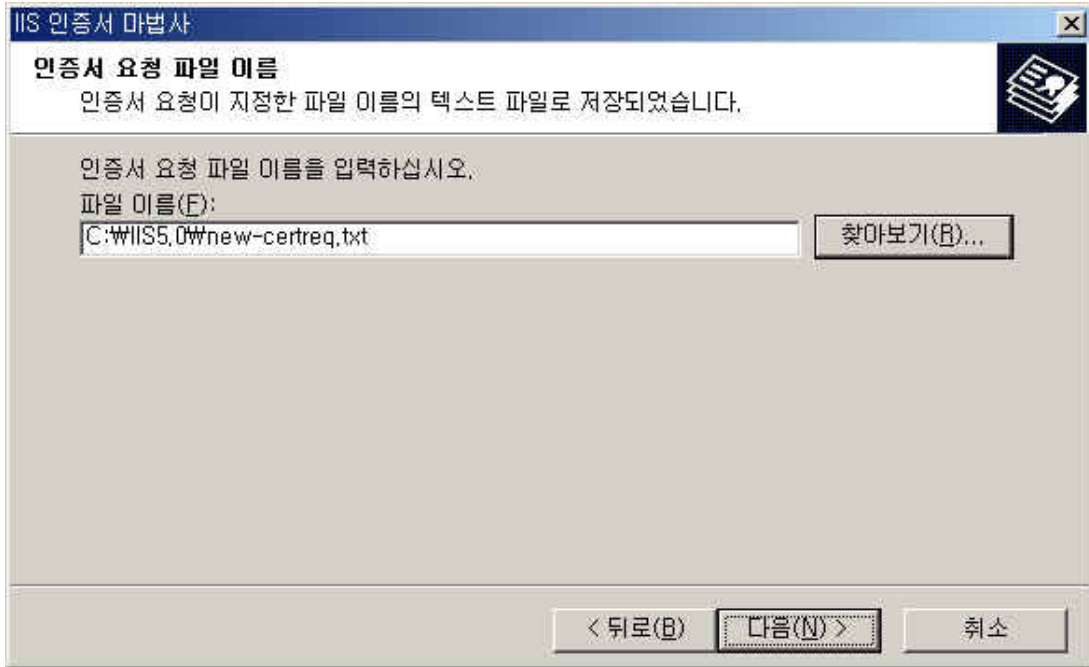 IIS 인증서 마법사
인증서 요청 파일 이름
인증서 요청이 지정한 파일 이름의 텍스트 파일로 저장되었습니다.
인증서 요청 파일 이름을 입력하십시오.
파일 이름(F):
C:₩IIS5.0₩new-certreq.txt
찾아보기(R)...
< 뒤로(B)
다음(N) >
취소